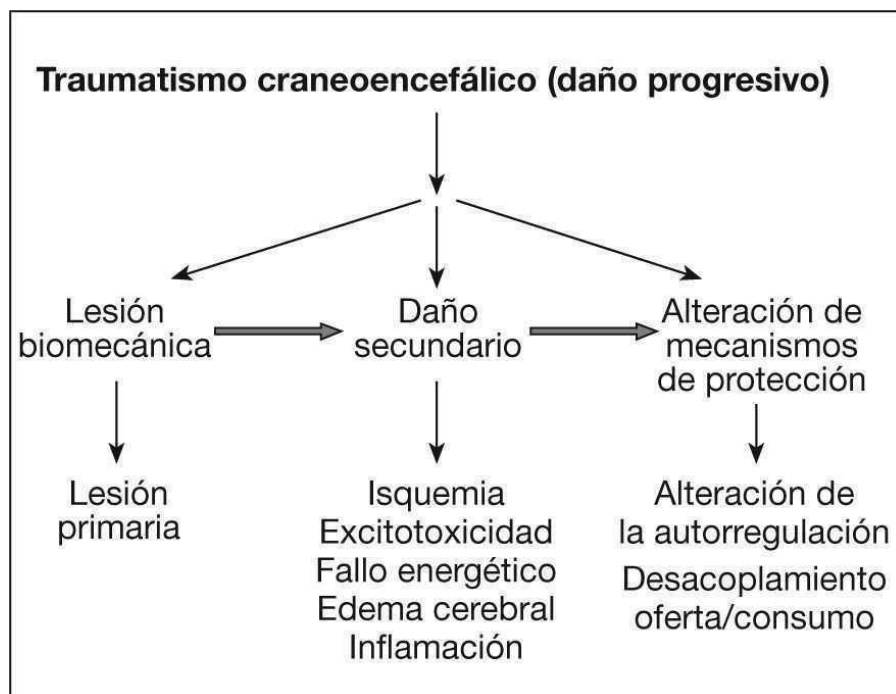 Traumatismo craneoencefálico (daño progresivo)
Lesión
biomecánica
Daño
secundario
Alteración de
mecanismos
de protección
Lesión
primaria
Isquemia
Excitotoxicidad
Fallo energético
Edema cerebral
Inflamación
Alteración de
la autorregulación
Desacoplamiento
oferta/consumo